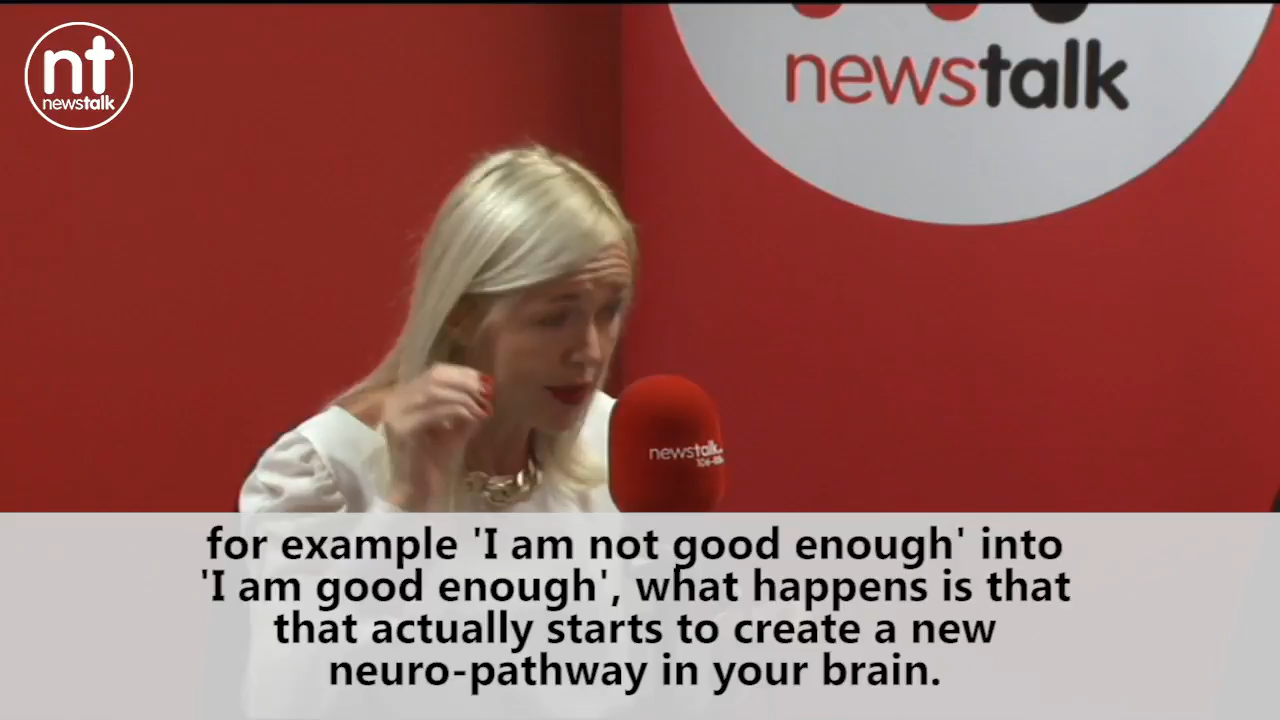 nt
newstalk
newstalk
newstalk
for example 'I am not good enough' into
'I am good enough', what happens is that
that actually starts to create a new
neuro-pathway in your brain.